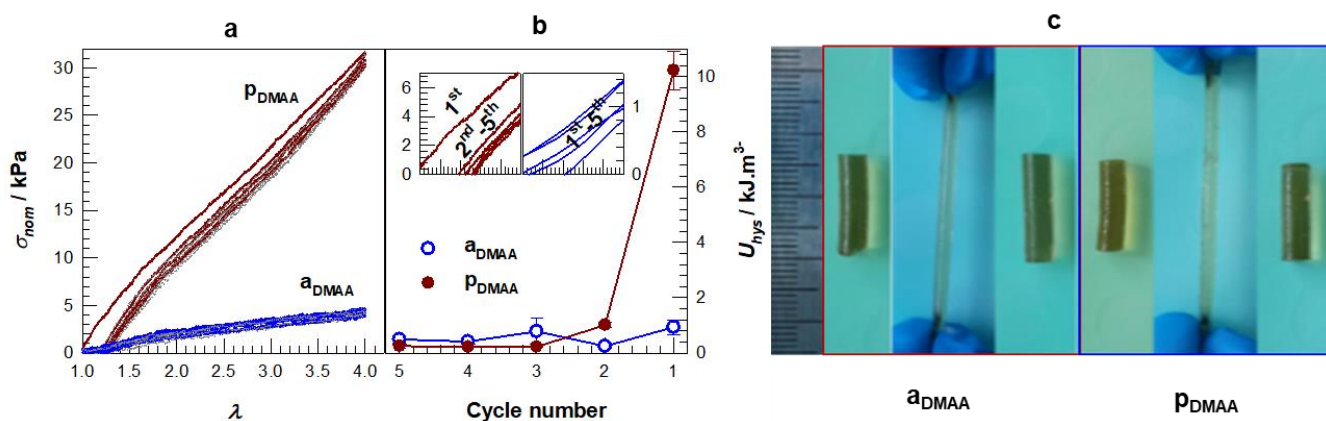 a
b
c
30
25
20
15
10
5
0
σnom / kPa
pDMAA
aDMAA
1.0 1.5 2.0 2.5 3.0 3.5 4.0
λ
6
4
2
0
1st
2nd -5th
1st -5th
1
0
aDMAA
pDMAA
10
8
6
4
2
0
Uhys / kJ.m3-
5 4 3 2 1
Cycle number
aDMAA
pDMAA